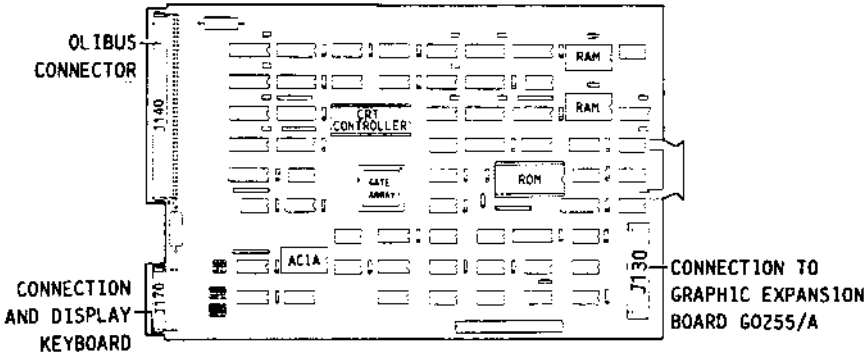 OLIBUS
CONNECTOR
J140
RAM
RAM
CRT
CONTROLLER
GATE
ARRAY
ROM
ACIA
J130
CONNECTION TO
GRAPHIC EXPANSION
BOARD GO255/A
J170
CONNECTION
AND DISPLAY
KEYBOARD